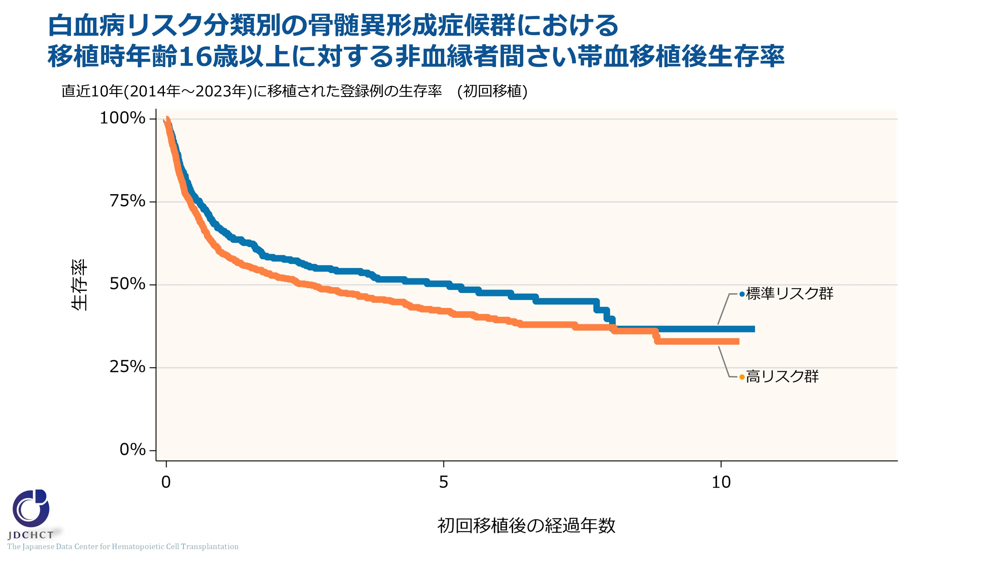 白血病リスク分類別の骨髄異形成症候群における
移植時年齢16歳以上に対する非血縁者間さい帯血移植後生存率
直近10年(2014年～2023年)に移植された登録例の生存率　(初回移植)
100%
75%
50%
25%
0%
生存率
標準リスク群
高リスク群
0
5
10
初回移植後の経過年数
JDCHCT
The Japanese Data Center for Hematopoietic Cell Transplantation